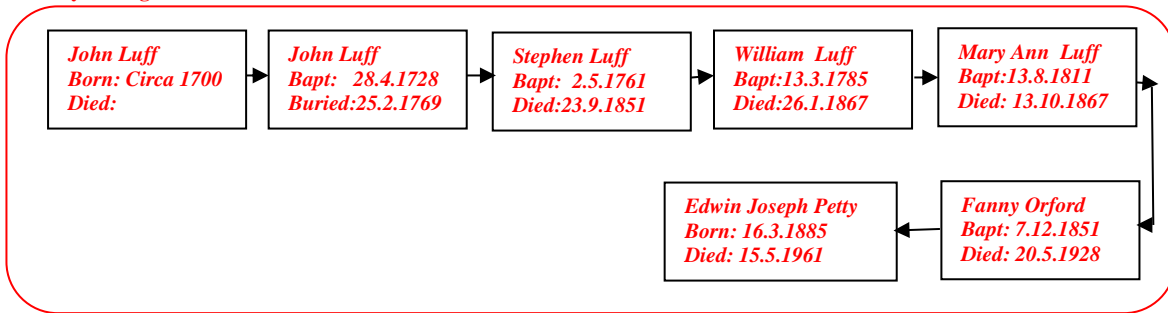 John Luff
Born: Circa 1700
Died:
John Luff
Bapt: 28.4.1728
Buried:25.2.1769
Stephen Luff
Bapt: 2.5.1761
Died:23.9.1851
William Luff
Bapt:13.3.1785
Died:26.1.1867
Mary Ann Luff
Bapt:13.8.1811
Died: 13.10.1867
Fanny Orford
Bapt: 7.12.1851
Died: 20.5.1928
Edwin Joseph Petty
Born: 16.3.1885
Died: 15.5.1961